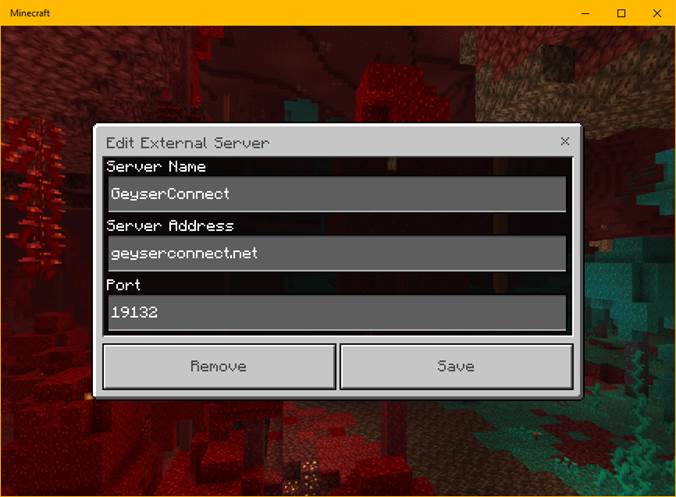 Minecraft
Edit External Server
Server Name
GeyserConnect
Server Address
geyserconnect.net
Port
19132
Remove Save